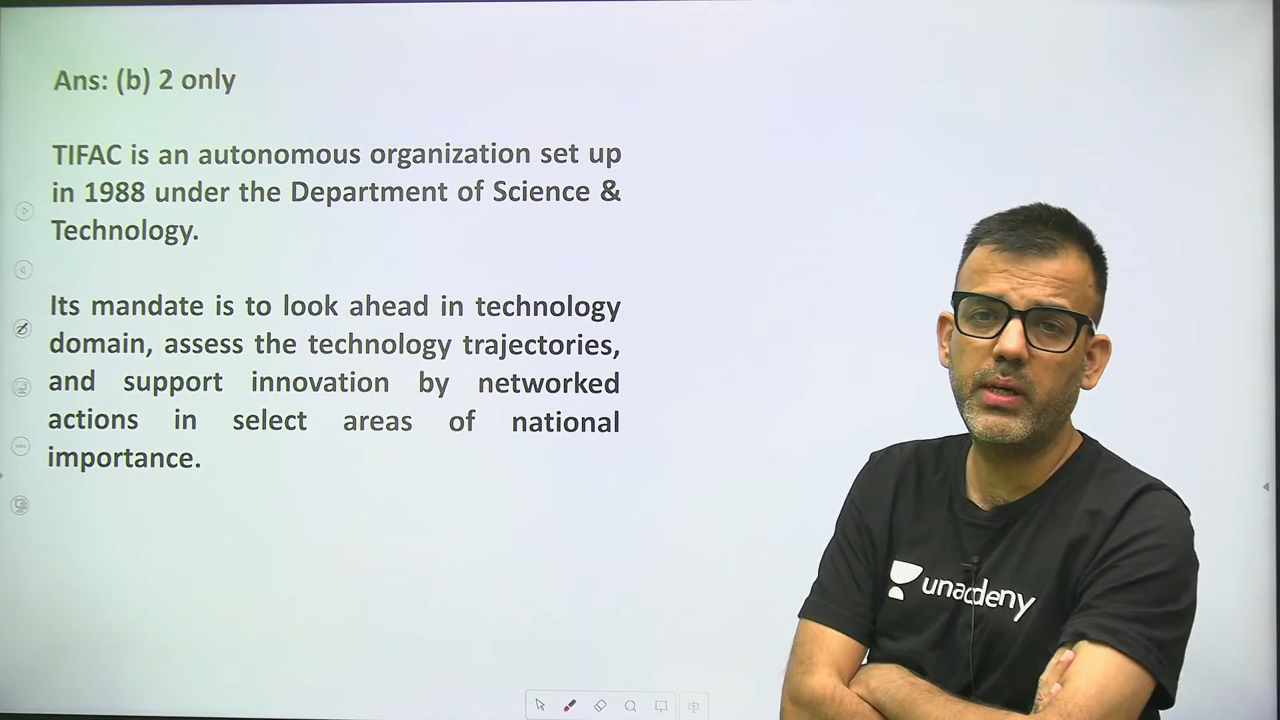 Ans: (b) 2 only
TIFAC is an autonomous organization set up
in 1988 under the Department of Science &
Technology.
Its mandate is to look ahead in technology
domain, assess the technology trajectories,
and support innovation by networked
actions in select areas of national
importance.
unacademy